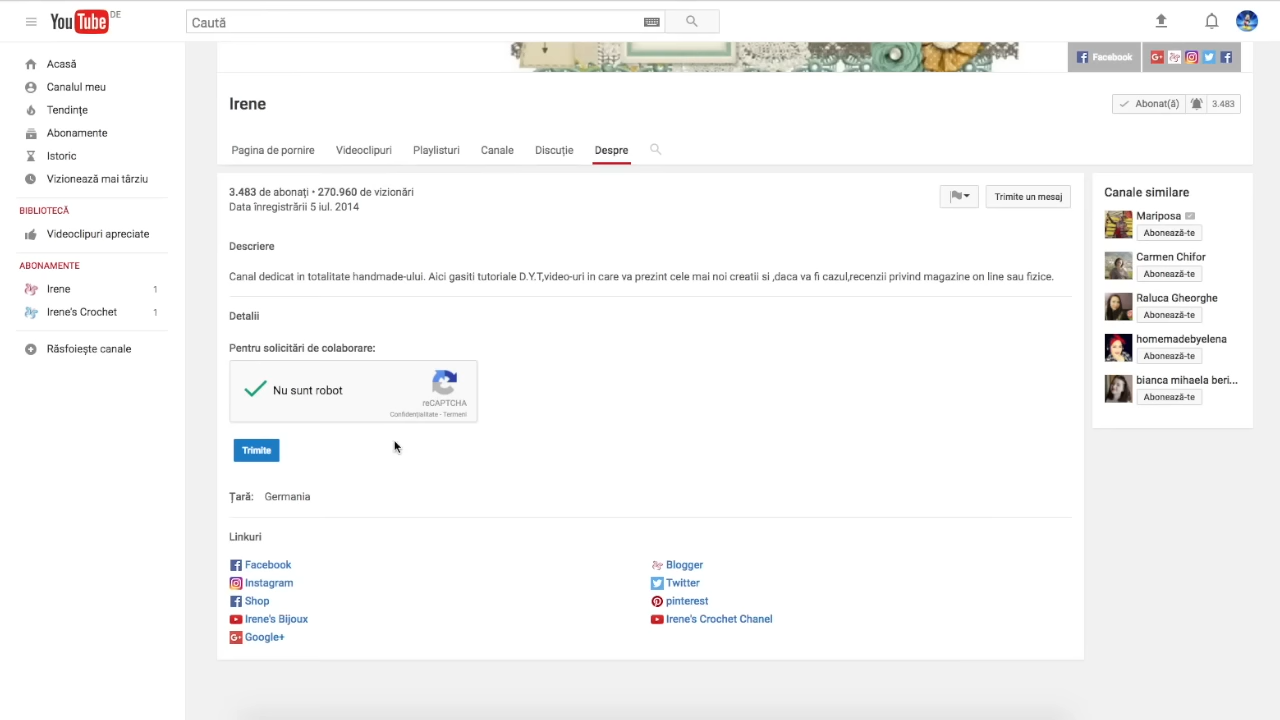 YouTube DE
Caută
Acasă
Canalul meu
Tendințe
Abonamente
Istoric
Vizionează mai târziu
BIBLIOTECĂ
Videoclipuri apreciate
ABONAMENTE
Irene 1
Irene's Crochet 1
Răsfoiește canale
Facebook
Irene
Abonat(ă) 3.483
Pagina de pornire Videoclipuri Playlisturi Canale Discuție Despre
3.483 de abonați • 270.960 de vizionări
Data înregistrării 5 iul. 2014
Trimite un mesaj
Descriere
Canal dedicat in totalitate handmade-ului. Aici gasiti tutoriale D.Y.T,video-uri in care va prezint cele mai noi creatii si ,daca va fi cazul,recenzii privind magazine on line sau fizice.
Detalii
Pentru solicitări de colaborare:
Nu sunt robot
reCAPTCHA
Confidențialitate - Termeni
Trimite
Țară: Germania
Linkuri
Facebook
Instagram
Shop
Irene's Bijoux
Google+
Blogger
Twitter
pinterest
Irene's Crochet Chanel
Canale similare
Mariposa
Abonează-te
Carmen Chifor
Abonează-te
Raluca Gheorghe
Abonează-te
homemadebyelena
Abonează-te
bianca mihaela beri...
Abonează-te